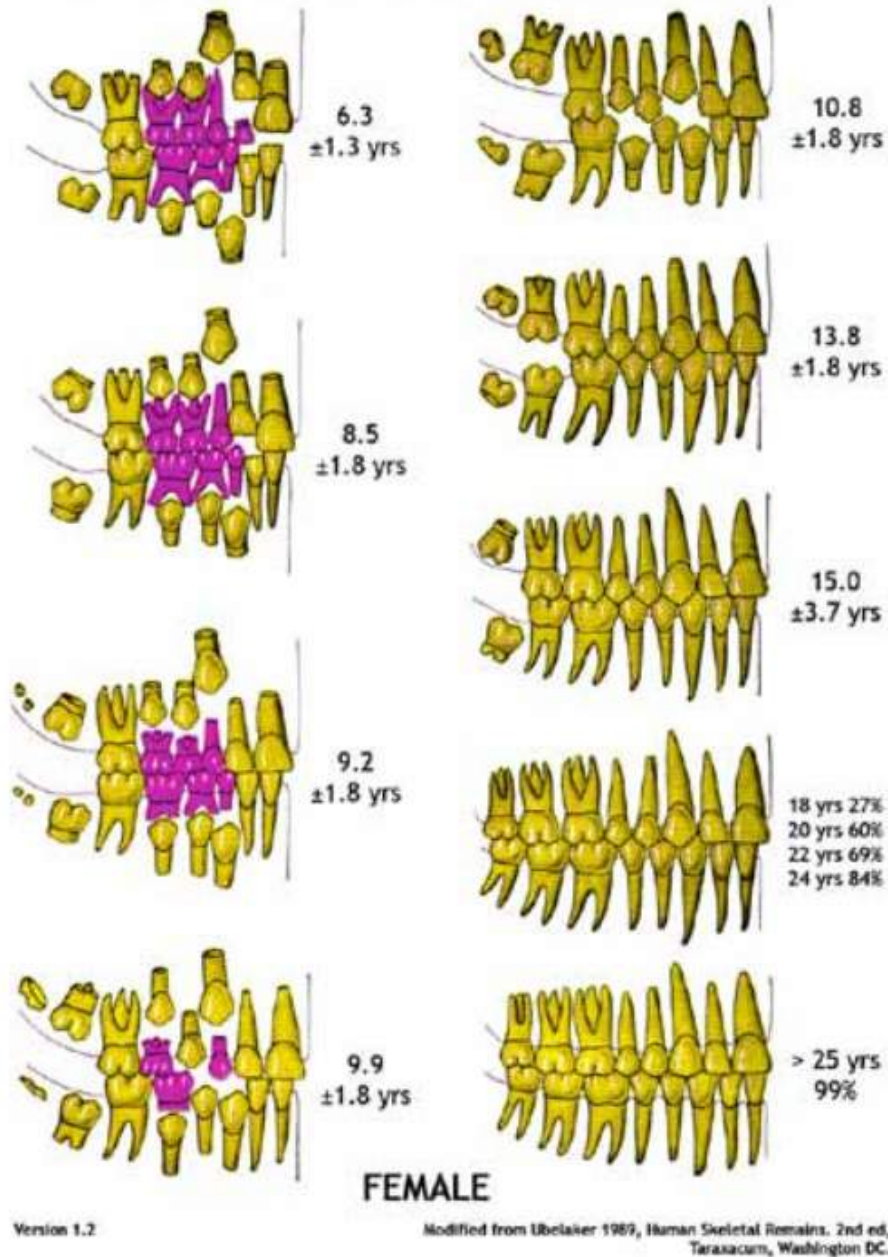 6.3
±1.3 yrs
8.5
±1.8 yrs
9.2
±1.8 yrs
9.9
±1.8 yrs
10.8
±1.8 yrs
13.8
±1.8 yrs
15.0
±3.7 yrs
18 yrs 27%
20 yrs 60%
22 yrs 69%
24 yrs 84%
> 25 yrs
99%
FEMALE
Version 1.2
Modified from Ubelaker 1989, Human Skeletal Remains. 2nd ed.
Taraxacum, Washington DC.